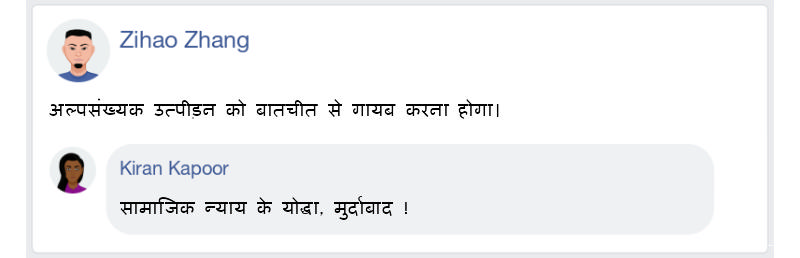 Zihao Zhang
अल्पसंख्यक उत्पीड़न को बातचीत से गायब करना होगा।
Kiran Kapoor
सामाजिक न्याय के योद्धा, मुर्दाबाद !